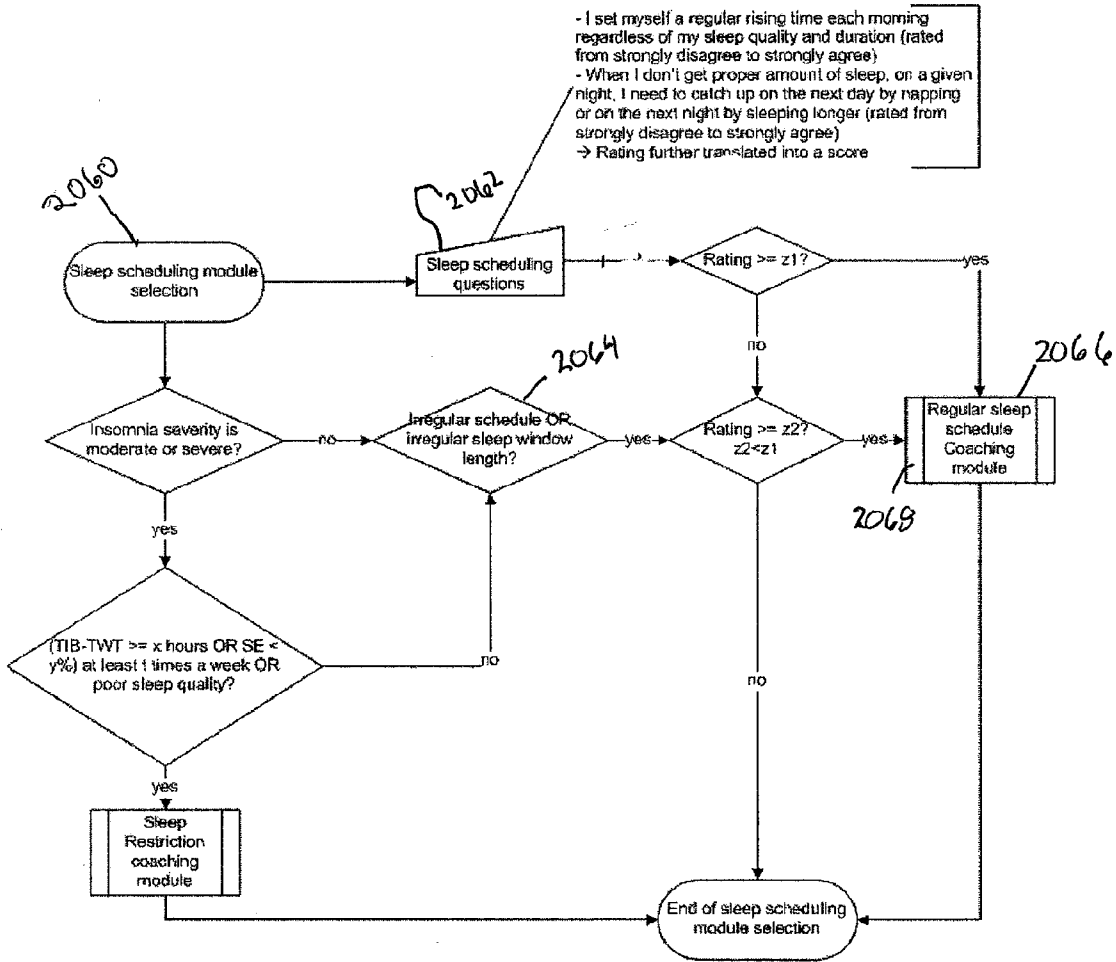 - I set myself a regular rising time each morning
regardless of my sleep quality and duration (rated
from strongly disagree to strongly agree)
- When I don't get proper amount of sleep, on a given
night, I need to catch up on the next day by napping
or on the next night by sleeping longer (rated from
strongly disagree to strongly agree)
→ Rating further translated into a score
2060
2062
Sleep scheduling module
selection
Sleep scheduling
questions
Rating >= z1?
yes
no
2064
2066
Insomnia severity is
moderate or severe?
no
Irregular schedule OR
irregular sleep window
length?
yes
Rating >= z2?
z2<z1
yes
Regular sleep
schedule
Coaching
module
2068
yes
(TIB-TWT >= x hours OR SE <
y%) at least t times a week OR
poor sleep quality?
no
no
yes
Sleep
Restriction
coaching
module
End of sleep scheduling
module selection